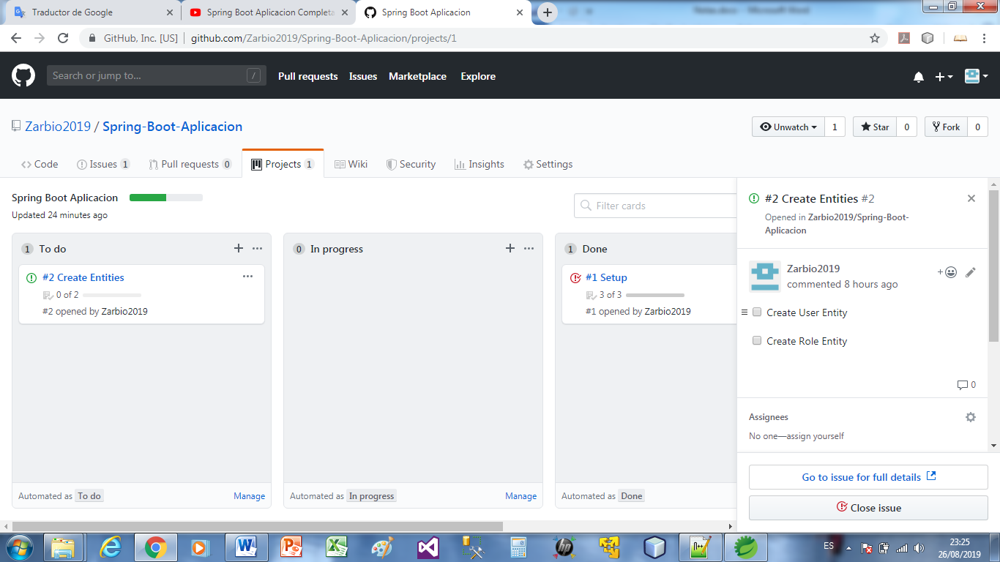 Traductor de Google
Spring Boot Aplicacion Completa
Spring Boot Aplicacion
Notas.docx - Microsoft Word
GitHub, Inc. [US]
github.com/Zarbio2019/Spring-Boot-Aplicacion/projects/1
Search or jump to...
/
Pull requests
Issues
Marketplace
Explore
Zarbio2019 / Spring-Boot-Aplicacion
Unwatch
1
Star
0
Fork
0
Code
Issues 1
Pull requests 0
Projects 1
Wiki
Security
Insights
Settings
Spring Boot Aplicacion
Updated 24 minutes ago
Filter cards
1 To do
#2 Create Entities
0 of 2
#2 opened by Zarbio2019
Automated as To do
Manage
0 In progress
Automated as In progress
Manage
1 Done
#1 Setup
3 of 3
#1 opened by Zarbio2019
Automated as Done
#2 Create Entities #2
Opened in Zarbio2019/Spring-Boot-
Aplicacion
Zarbio2019
commented 8 hours ago
Create User Entity
Create Role Entity
0
Assignees
No one—assign yourself
Go to issue for full details
Close issue
ES
23:25
26/08/2019